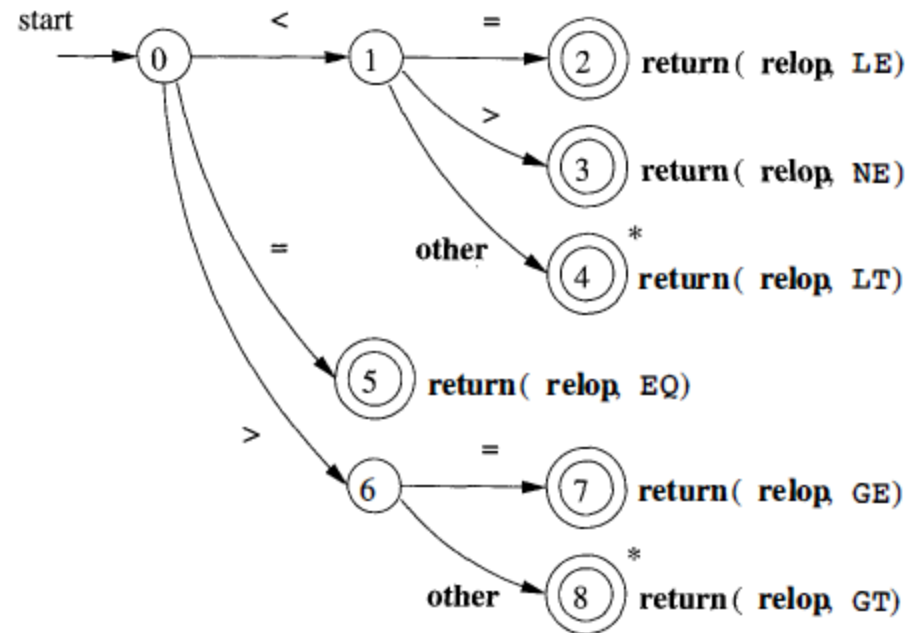 start
<
=
0
1
2
return( relop, LE)
>
3
return( relop, NE)
other
*
4
return( relop, LT)
=
5
return( relop, EQ)
>
=
6
7
return( relop, GE)
other
*
8
return( relop, GT)